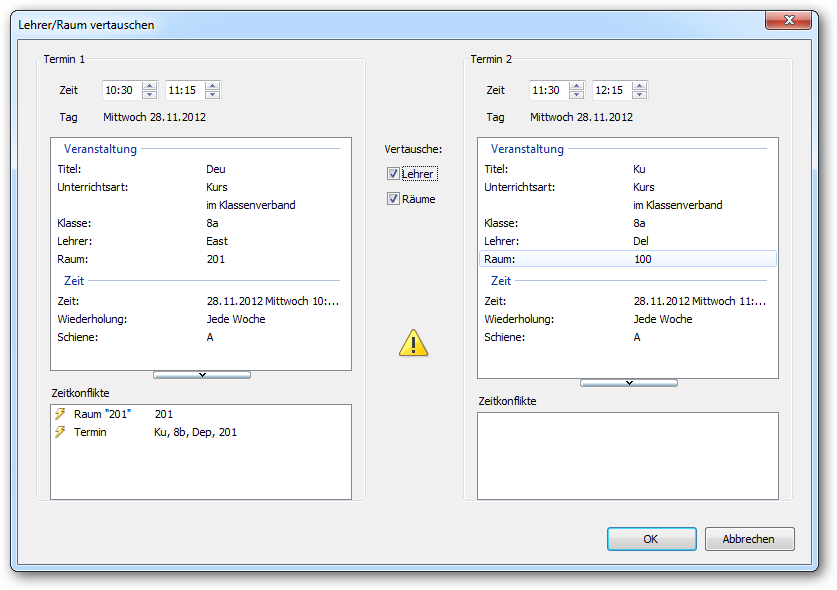 Lehrer/Raum vertauschen
Termin 1
Zeit 10:30 11:15
Tag Mittwoch 28.11.2012
Veranstaltung
Titel: Deu
Unterrichtsart: Kurs
im Klassenverband
Klasse: 8a
Lehrer: East
Raum: 201
Zeit
Zeit: 28.11.2012 Mittwoch 10:...
Wiederholung: Jede Woche
Schiene: A
Zeitkonflikte
Raum "201" 201
Termin Ku, 8b, Dep, 201
Vertausche:
Lehrer
Räume
Termin 2
Zeit 11:30 12:15
Tag Mittwoch 28.11.2012
Veranstaltung
Titel: Ku
Unterrichtsart: Kurs
im Klassenverband
Klasse: 8a
Lehrer: Del
Raum: 100
Zeit
Zeit: 28.11.2012 Mittwoch 11:...
Wiederholung: Jede Woche
Schiene: A
Zeitkonflikte
OK Abbrechen